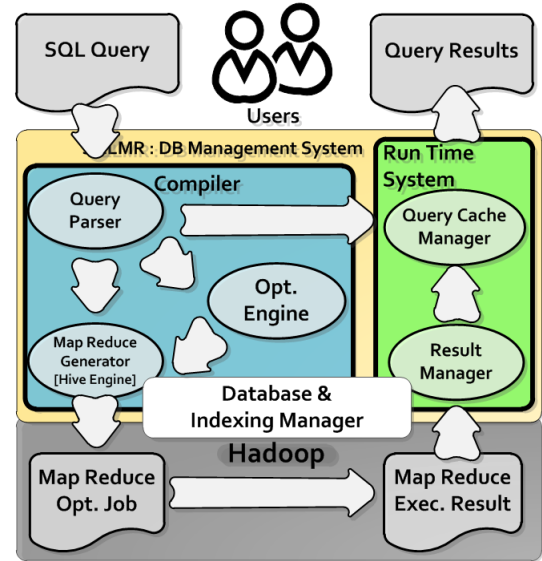 SQL Query
Query Results
Users
LMR : DB Management System
Run Time
System
Compiler
Query
Parser
Query Cache
Manager
Opt.
Engine
Map Reduce
Generator
[Hive Engine]
Result
Manager
Database &
Indexing Manager
Hadoop
Map Reduce
Opt. Job
Map Reduce
Exec. Result